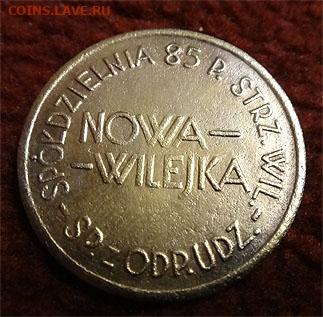 COINS.LAVE.RU
SPÓŁDZIELNIA 85 P. STRZ. WIL.
NOWA-
-WILEJKA
- SP. Z ODP. UDZ. -